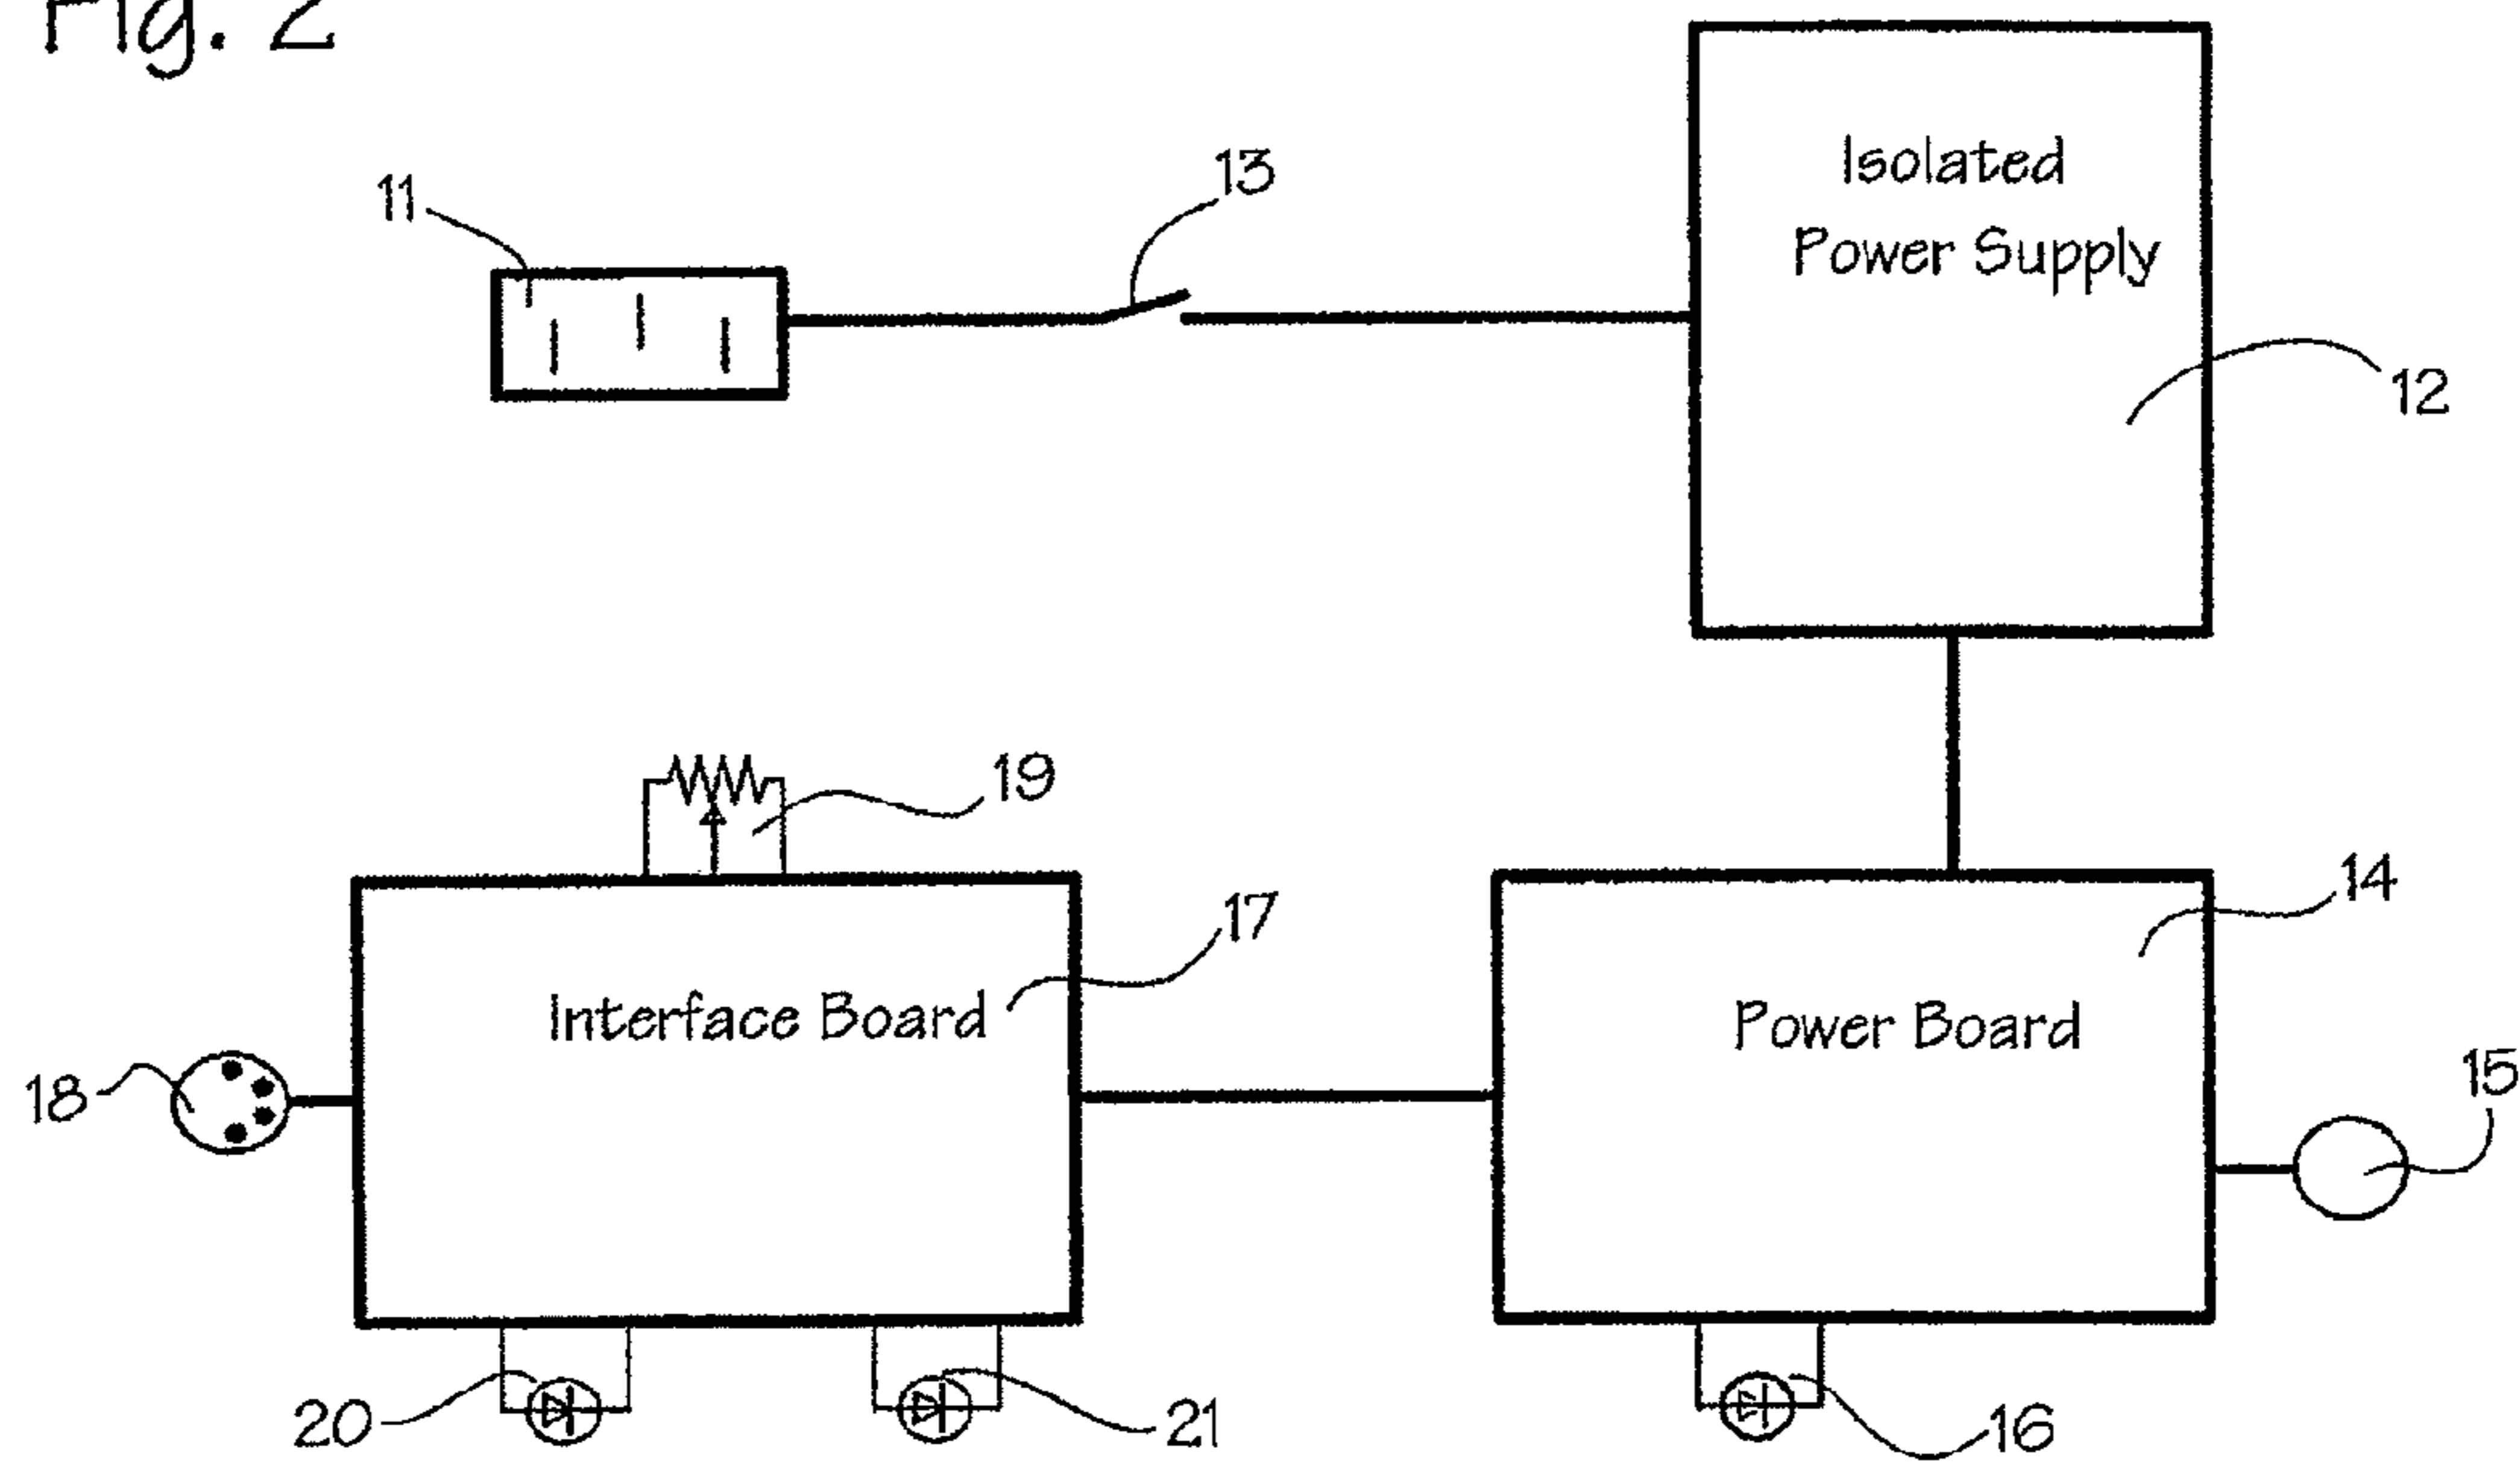 Fig. 2
Isolated
Power Supply
11
13
12
19
17
14
Interface Board
Power Board
18
15
20
21
16